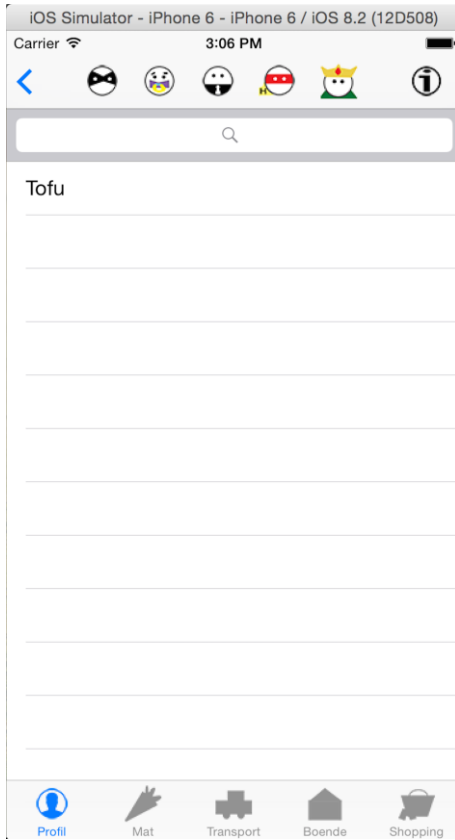 iOS Simulator - iPhone 6 - iPhone 6 / iOS 8.2 (12D508)
Carrier 3:06 PM
H
Tofu
Profil Mat Transport Boende Shopping